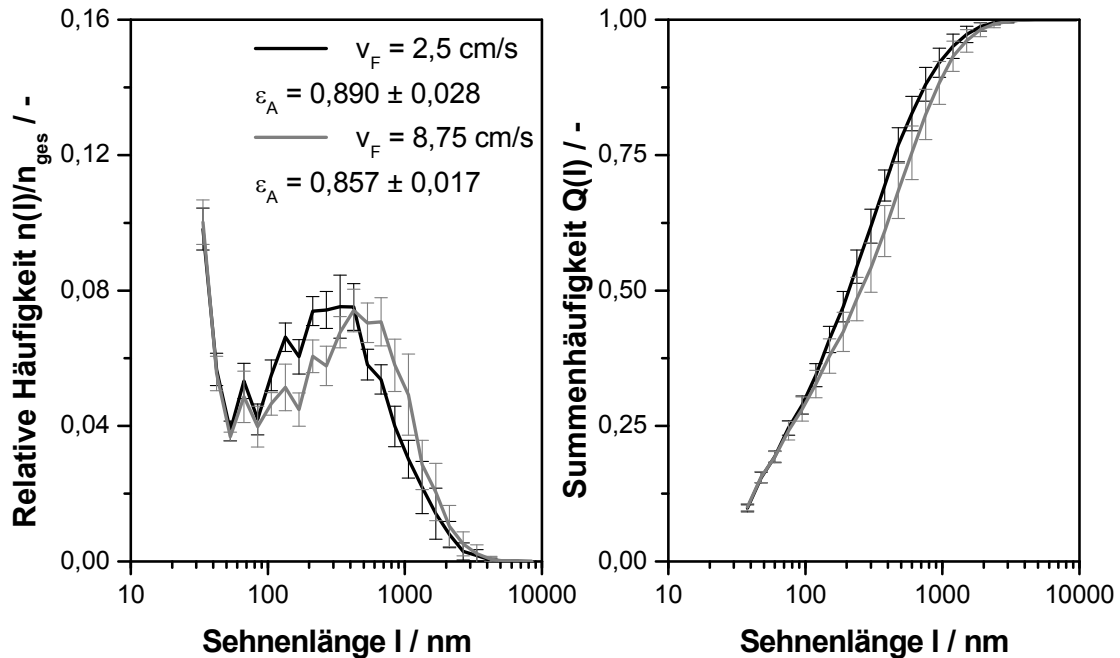 0,16
0,12
0,08
0,04
0,00
Relative Häufigkeit n(l)/n_ges / -
v_F = 2,5 cm/s
ε_A = 0,890 ± 0,028
v_F = 8,75 cm/s
ε_A = 0,857 ± 0,017
10 100 1000 10000
Sehnenlänge l / nm
1,00
0,75
0,50
0,25
0,00
Summenhäufigkeit Q(l) / -
10 100 1000 10000
Sehnenlänge l / nm